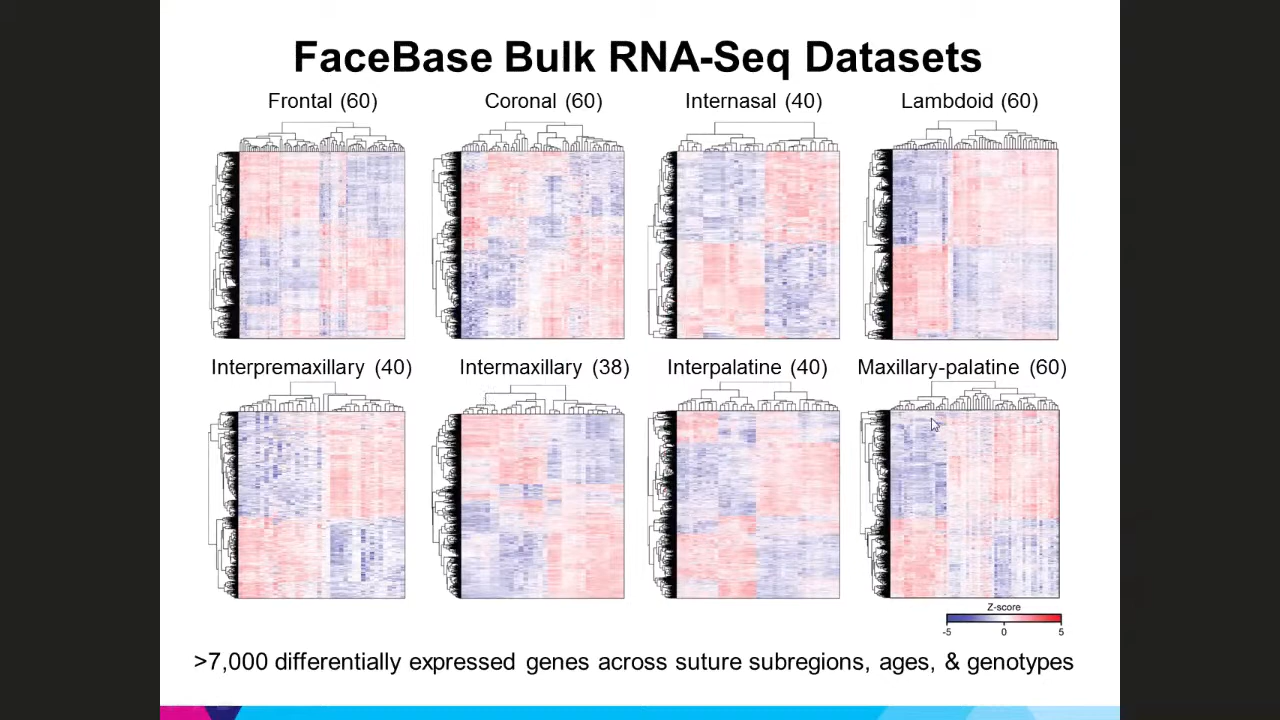 FaceBase Bulk RNA-Seq Datasets
Frontal (60)
Coronal (60)
Internasal (40)
Lambdoid (60)
Interpremaxillary (40)
Intermaxillary (38)
Interpalatine (40)
Maxillary-palatine (60)
Z-score
-5 0 5
>7,000 differentially expressed genes across suture subregions, ages, & genotypes